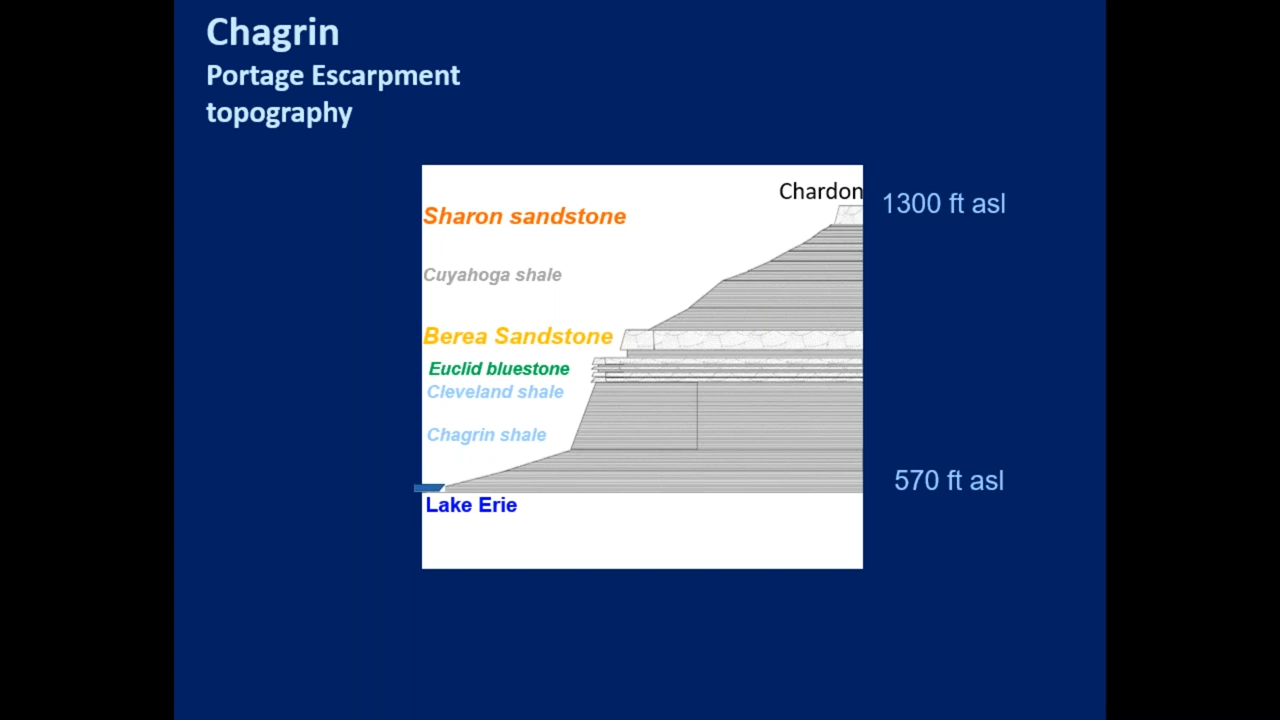 Chagrin
Portage Escarpment
topography
Chardon
1300 ft asl
Sharon sandstone
Cuyahoga shale
Berea Sandstone
Euclid bluestone
Cleveland shale
Chagrin shale
570 ft asl
Lake Erie